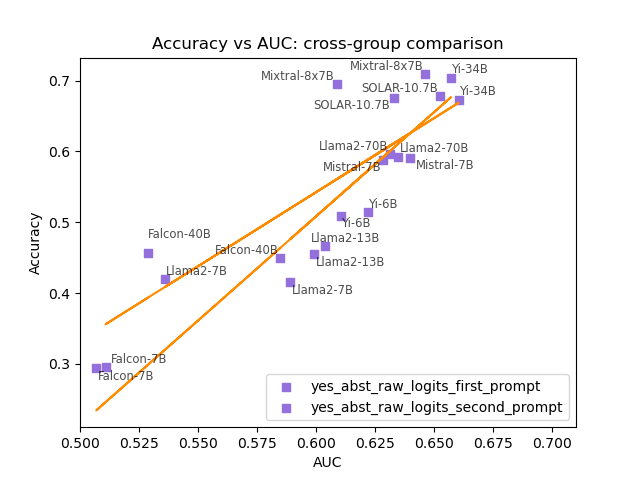 Accuracy vs AUC: cross-group comparison
Mixtral-8x7B
Mixtral-8x7B
Yi-34B
SOLAR-10.7B
Yi-34B
SOLAR-10.7B
Llama2-70B
Llama2-70B
Mistral-7B
Mistral-7B
Yi-6B
Yi-6B
Falcon-40B
Llama2-13B
Falcon-40B
Llama2-13B
Llama2-7B
Llama2-7B
Falcon-7B
Falcon-7B
0.7
0.6
0.5
0.4
0.3
Accuracy
yes_abst_raw_logits_first_prompt
yes_abst_raw_logits_second_prompt
0.500 0.525 0.550 0.575 0.600 0.625 0.650 0.675 0.700
AUC